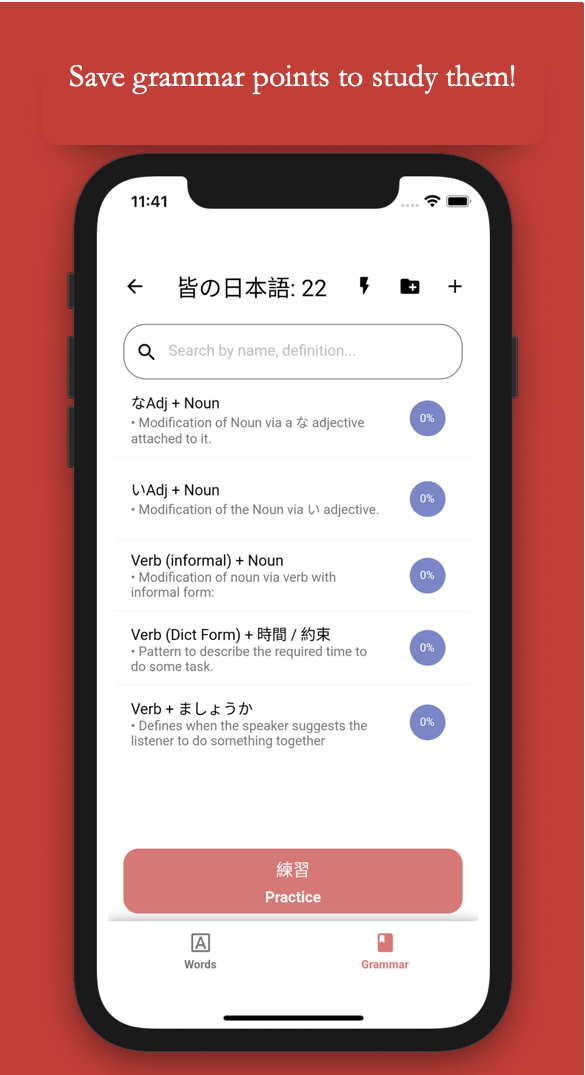 Save grammar points to study them!
11:41
皆の日本語: 22
Search by name, definition...
なAdj + Noun
• Modification of Noun via a な adjective
attached to it.
0%
いAdj + Noun
• Modification of the Noun via い adjective.
0%
Verb (informal) + Noun
• Modification of noun via verb with
informal form:
0%
Verb (Dict Form) + 時間 / 約束
• Pattern to describe the required time to
do some task.
0%
Verb + ましょうか
• Defines when the speaker suggests the
listener to do something together
0%
練習
Practice
A
Words
Grammar